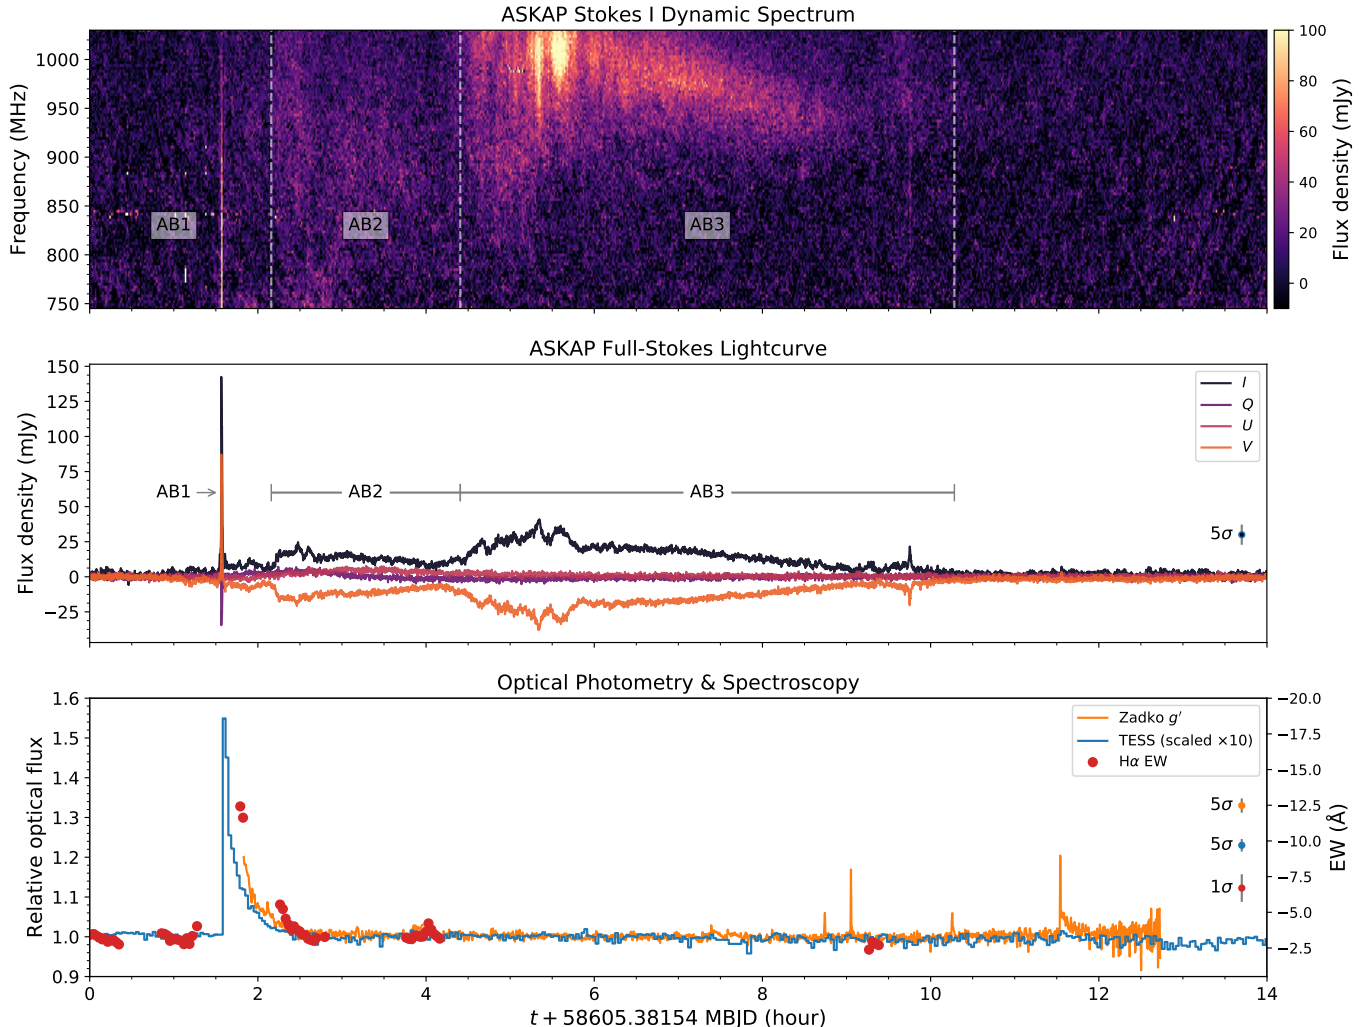 ASKAP Stokes I Dynamic Spectrum
1000
950
900
850
800
750
Frequency (MHz)
AB1
AB2
AB3
100
80
60
40
20
0
Flux density (mJy)
ASKAP Full-Stokes Lightcurve
150
125
100
75
50
25
0
−25
Flux density (mJy)
AB1
AB2
AB3
I
Q
U
V
5σ
Optical Photometry & Spectroscopy
1.6
1.5
1.4
1.3
1.2
1.1
1.0
0.9
Relative optical flux
Zadko g′
TESS (scaled ×10)
Hα EW
5σ
5σ
1σ
−20.0
−17.5
−15.0
−12.5
−10.0
−7.5
−5.0
−2.5
EW (Å)
0 2 4 6 8 10 12 14
t + 58605.38154 MBJD (hour)